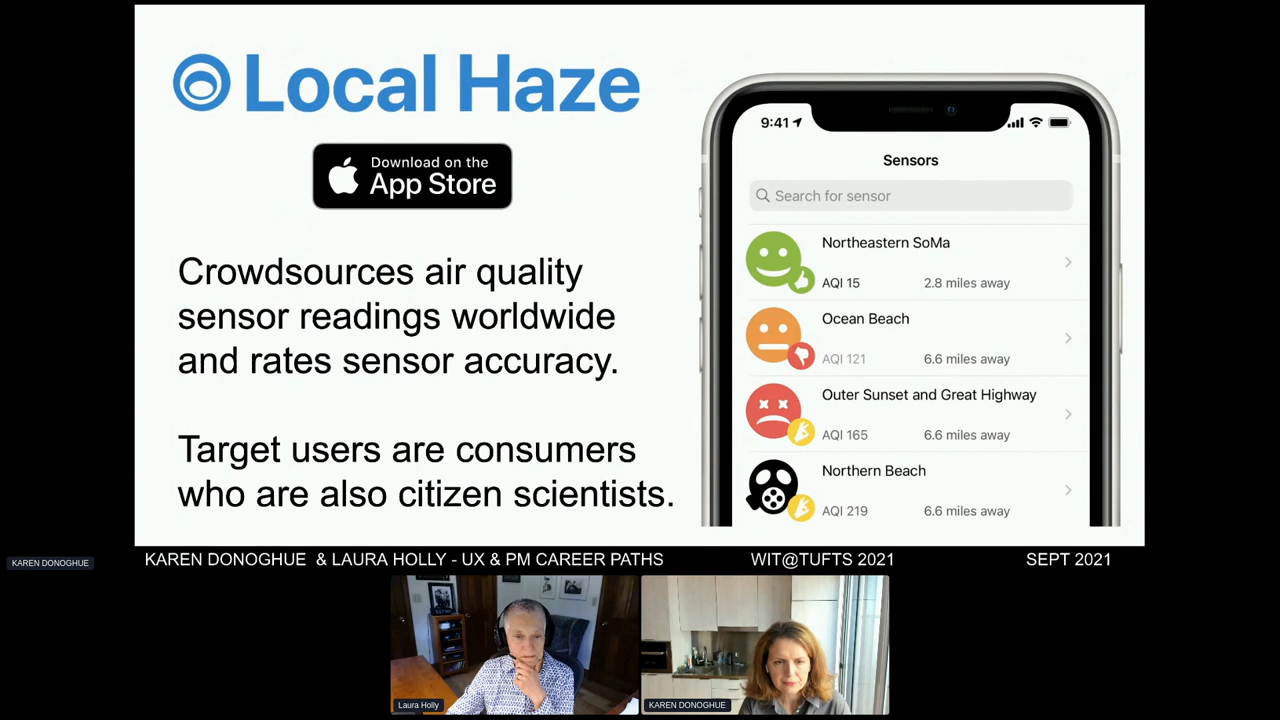 Local Haze
Download on the
App Store
Crowdsources air quality
sensor readings worldwide
and rates sensor accuracy.
Target users are consumers
who are also citizen scientists.
9:41
Sensors
Search for sensor
Northeastern SoMa
AQI 15 2.8 miles away
Ocean Beach
AQI 121 6.6 miles away
Outer Sunset and Great Highway
AQI 165 6.6 miles away
Northern Beach
AQI 219 6.6 miles away
KAREN DONOGHUE
KAREN DONOGHUE & LAURA HOLLY - UX & PM CAREER PATHS WIT@TUFTS 2021 SEPT 2021
Laura Holly
KAREN DONOGHUE